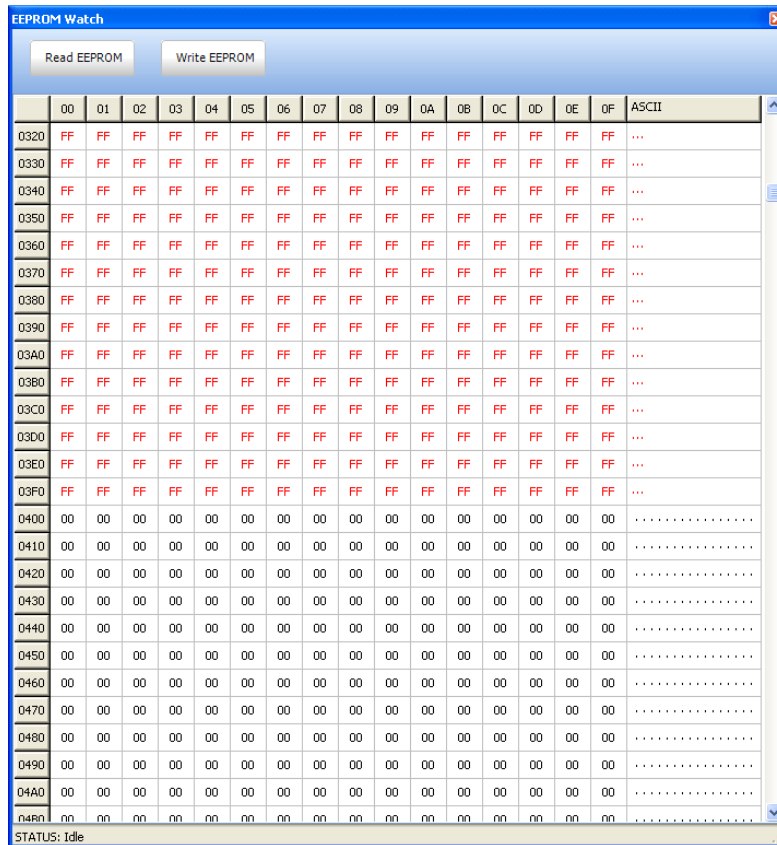 EEPROM Watch
Read EEPROM Write EEPROM
00 01 02 03 04 05 06 07 08 09 0A 0B 0C 0D 0E 0F ASCII
0320 FF FF FF FF FF FF FF FF FF FF FF FF FF FF FF FF ...
0330 FF FF FF FF FF FF FF FF FF FF FF FF FF FF FF FF ...
0340 FF FF FF FF FF FF FF FF FF FF FF FF FF FF FF FF ...
0350 FF FF FF FF FF FF FF FF FF FF FF FF FF FF FF FF ...
0360 FF FF FF FF FF FF FF FF FF FF FF FF FF FF FF FF ...
0370 FF FF FF FF FF FF FF FF FF FF FF FF FF FF FF FF ...
0380 FF FF FF FF FF FF FF FF FF FF FF FF FF FF FF FF ...
0390 FF FF FF FF FF FF FF FF FF FF FF FF FF FF FF FF ...
03A0 FF FF FF FF FF FF FF FF FF FF FF FF FF FF FF FF ...
03B0 FF FF FF FF FF FF FF FF FF FF FF FF FF FF FF FF ...
03C0 FF FF FF FF FF FF FF FF FF FF FF FF FF FF FF FF ...
03D0 FF FF FF FF FF FF FF FF FF FF FF FF FF FF FF FF ...
03E0 FF FF FF FF FF FF FF FF FF FF FF FF FF FF FF FF ...
03F0 FF FF FF FF FF FF FF FF FF FF FF FF FF FF FF FF ...
0400 00 00 00 00 00 00 00 00 00 00 00 00 00 00 00 00 ................
0410 00 00 00 00 00 00 00 00 00 00 00 00 00 00 00 00 ................
0420 00 00 00 00 00 00 00 00 00 00 00 00 00 00 00 00 ................
0430 00 00 00 00 00 00 00 00 00 00 00 00 00 00 00 00 ................
0440 00 00 00 00 00 00 00 00 00 00 00 00 00 00 00 00 ................
0450 00 00 00 00 00 00 00 00 00 00 00 00 00 00 00 00 ................
0460 00 00 00 00 00 00 00 00 00 00 00 00 00 00 00 00 ................
0470 00 00 00 00 00 00 00 00 00 00 00 00 00 00 00 00 ................
0480 00 00 00 00 00 00 00 00 00 00 00 00 00 00 00 00 ................
0490 00 00 00 00 00 00 00 00 00 00 00 00 00 00 00 00 ................
04A0 00 00 00 00 00 00 00 00 00 00 00 00 00 00 00 00 ................
04B0 00 00 00 00 00 00 00 00 00 00 00 00 00 00 00 00 ................
STATUS: Idle